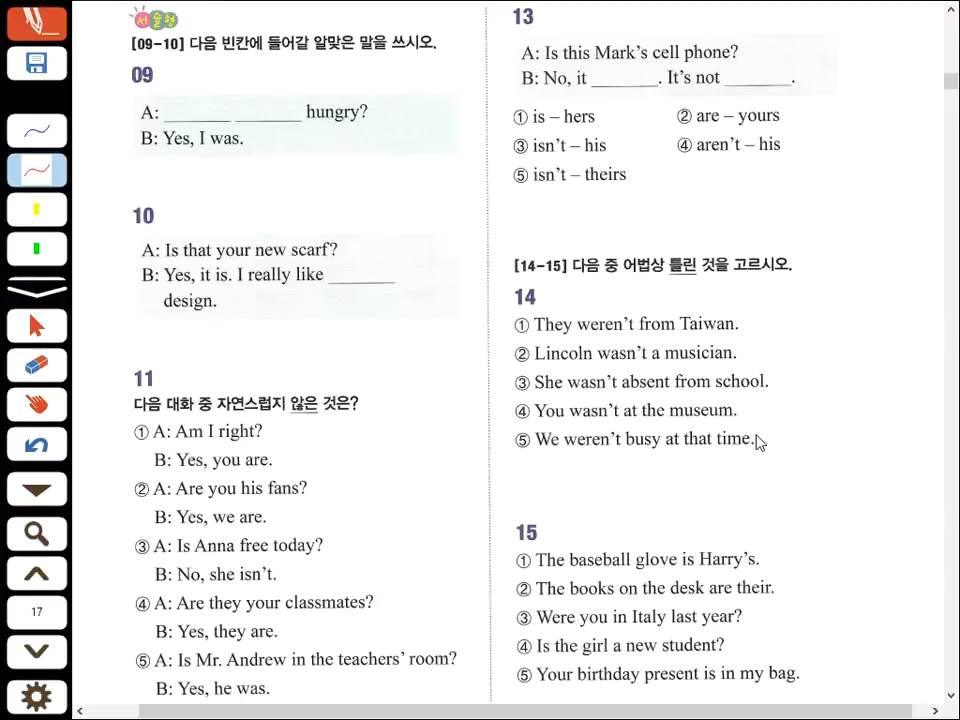 서술형
[09-10] 다음 빈칸에 들어갈 알맞은 말을 쓰시오.
09
A: ________ ________ hungry?
B: Yes, I was.
10
A: Is that your new scarf?
B: Yes, it is. I really like ________
design.
11
다음 대화 중 자연스럽지 않은 것은?
① A: Am I right?
B: Yes, you are.
② A: Are you his fans?
B: Yes, we are.
③ A: Is Anna free today?
B: No, she isn't.
④ A: Are they your classmates?
B: Yes, they are.
⑤ A: Is Mr. Andrew in the teachers' room?
B: Yes, he was.
13
A: Is this Mark's cell phone?
B: No, it ________. It's not ________.
① is – hers ② are – yours
③ isn't – his ④ aren't – his
⑤ isn't – theirs
[14-15] 다음 중 어법상 틀린 것을 고르시오.
14
① They weren't from Taiwan.
② Lincoln wasn't a musician.
③ She wasn't absent from school.
④ You wasn't at the museum.
⑤ We weren't busy at that time.
15
① The baseball glove is Harry's.
② The books on the desk are their.
③ Were you in Italy last year?
④ Is the girl a new student?
⑤ Your birthday present is in my bag.
17